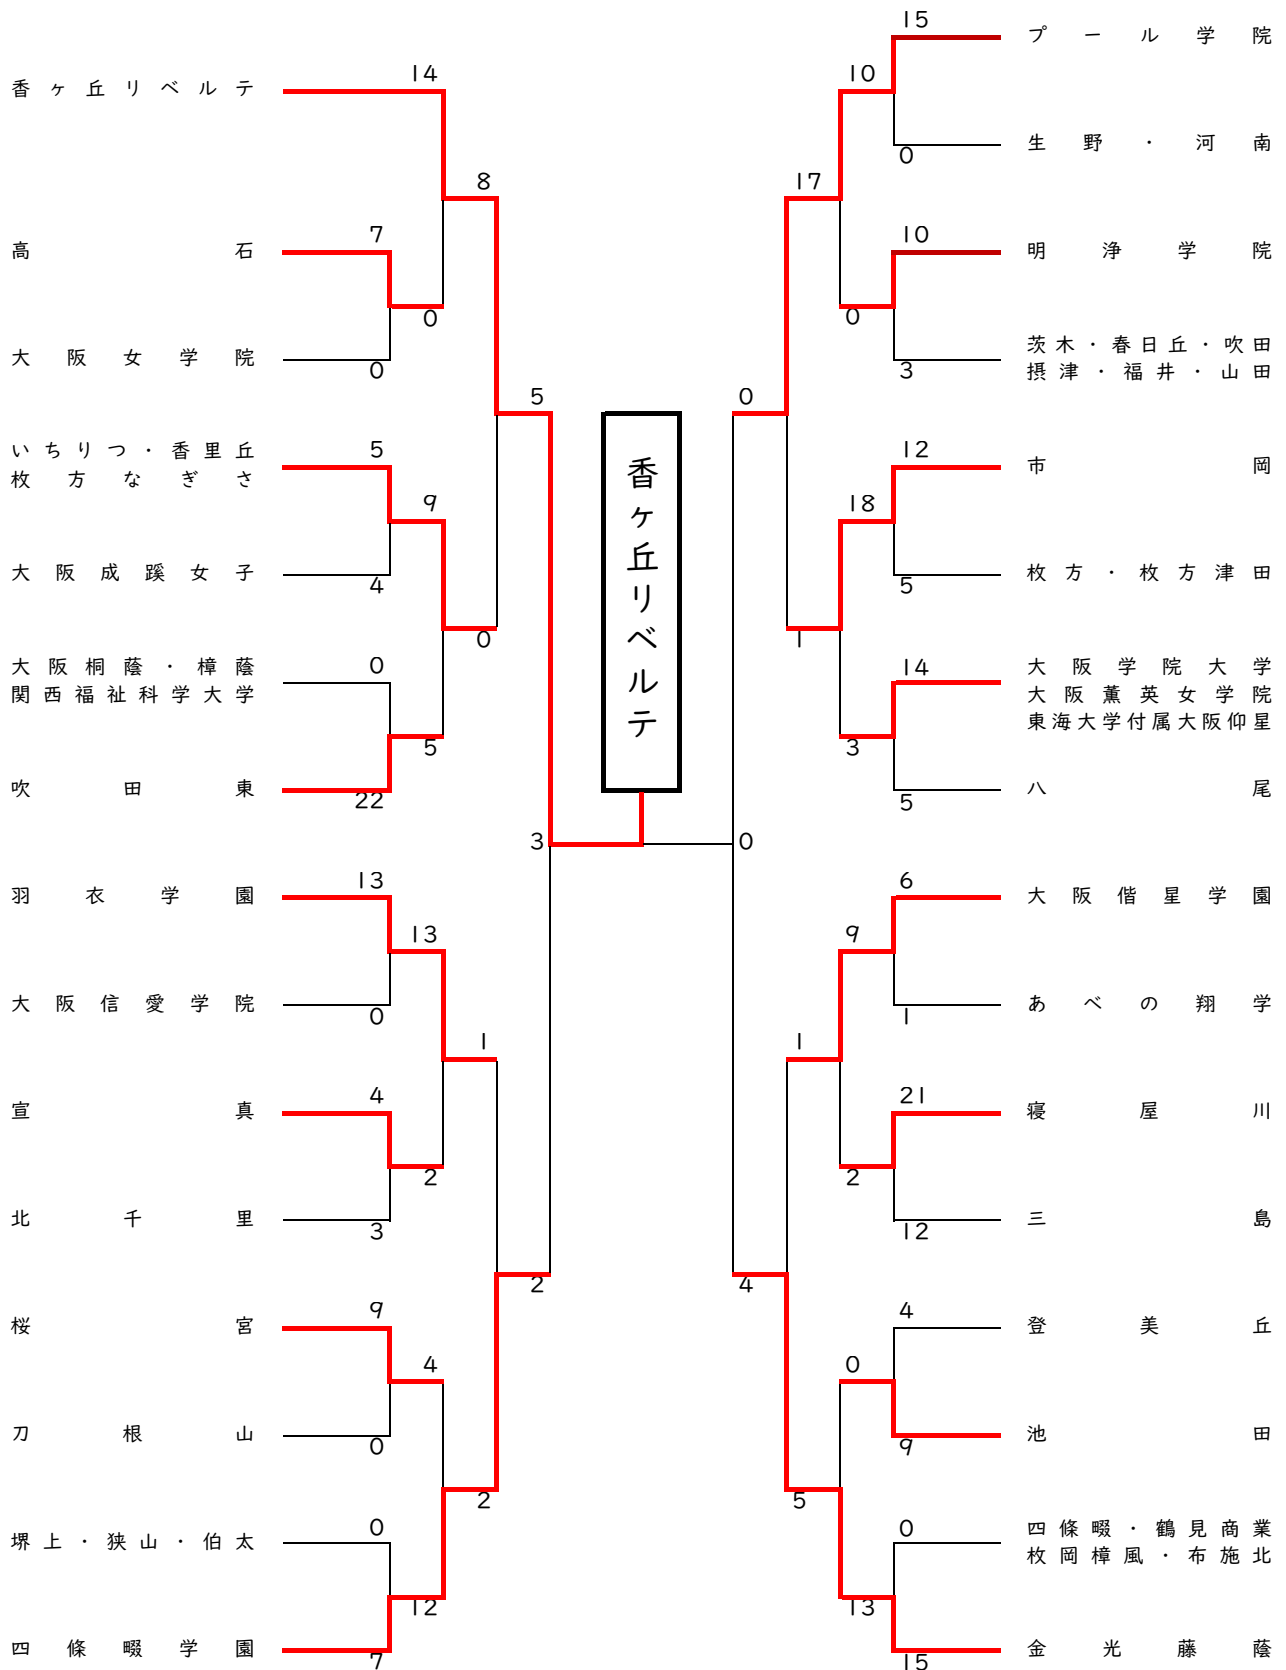 香ヶ丘リベルテ
14
8
高石
7
0
大阪女学院
0
5
いちりつ・香里丘
枚方なぎさ
5
9
大阪成蹊女子
4
0
大阪桐蔭・樟蔭
関西福祉科学大学
0
5
吹田東
22
3
羽衣学園
13
13
大阪信愛学院
0
1
宣真
4
2
北千里
3
2
桜宮
9
4
刀根山
0
2
堺上・狭山・伯太
0
12
四條畷学園
7
香ヶ丘リベルテ
15
プール学院
10
生野・河南
0
17
10
明浄学院
0
茨木・春日丘・吹田
摂津・福井・山田
3
0
12
市岡
18
枚方・枚方津田
5
1
14
大阪学院大学
大阪薫英女学院
東海大学付属大阪仰星
3
八尾
5
0
6
大阪偕星学園
9
あべの翔学
1
1
21
寝屋川
2
三島
12
4
4
登美丘
0
池田
9
5
0
四條畷・鶴見商業
枚岡樟風・布施北
13
金光藤蔭
15